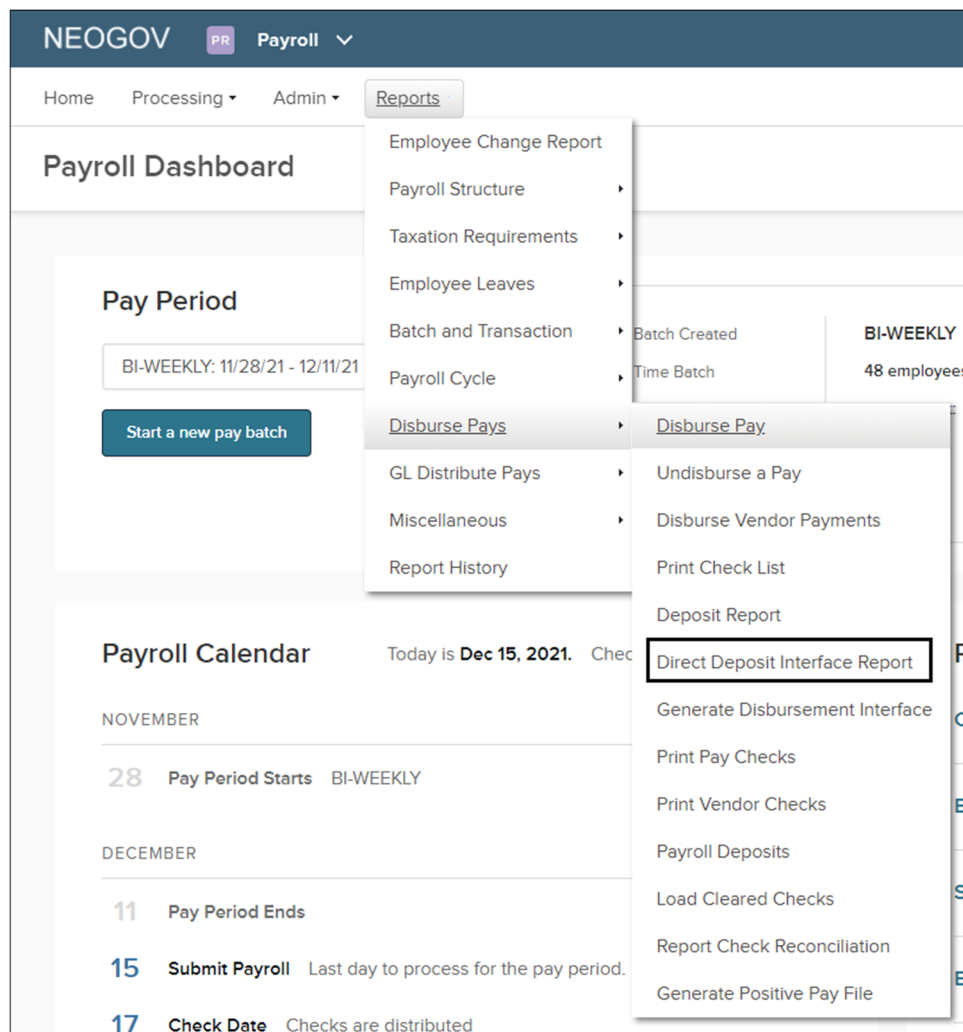 NEOGOV PR Payroll
Home Processing Admin Reports
Payroll Dashboard
Employee Change Report
Payroll Structure
Taxation Requirements
Employee Leaves
Batch and Transaction
Payroll Cycle
Disburse Pays
GL Distribute Pays
Miscellaneous
Report History
Disburse Pay
Undisburse a Pay
Disburse Vendor Payments
Print Check List
Deposit Report
Direct Deposit Interface Report
Generate Disbursement Interface
Print Pay Checks
Print Vendor Checks
Payroll Deposits
Load Cleared Checks
Report Check Reconciliation
Generate Positive Pay File
Pay Period
BI-WEEKLY: 11/28/21 - 12/11/21
Start a new pay batch
Batch Created
Time Batch
BI-WEEKLY
48 employees
Payroll Calendar Today is Dec 15, 2021. Chec
NOVEMBER
28 Pay Period Starts BI-WEEKLY
DECEMBER
11 Pay Period Ends
15 Submit Payroll Last day to process for the pay period.
17 Check Date Checks are distributed